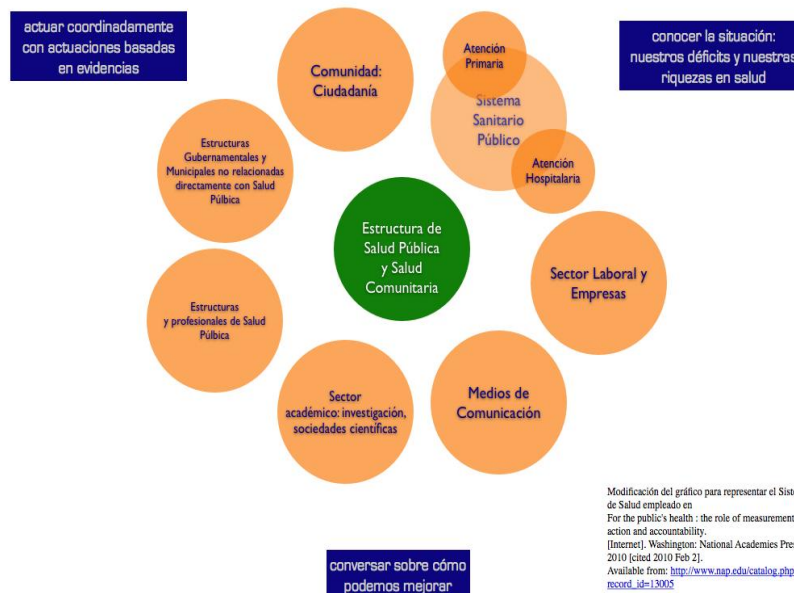 actuar coordinadamente
con actuaciones basadas
en evidencias
conocer la situación:
nuestros déficits y nuestras
riquezas en salud
Comunidad:
Ciudadanía
Atención
Primaria
Sistema
Sanitario
Público
Atención
Hospitalaria
Estructuras
Gubernamentales y
Municipales no relacionadas
directamente con Salud
Púlbica
Estructura de
Salud Pública
y Salud
Comunitaria
Sector Laboral y
Empresas
Estructuras
y profesionales de Salud
Púlbica
Sector
académico: investigación,
sociedades científicas
Medios de
Comunicación
Modificación del gráfico para representar el Siste
de Salud empleado en
For the public's health : the role of measurement
action and accountability.
[Internet]. Washington: National Academies Pres
2010 [cited 2010 Feb 2].
Available from: http://www.nap.edu/catalog.php
record_id=13005
conversar sobre cómo
podemos mejorar